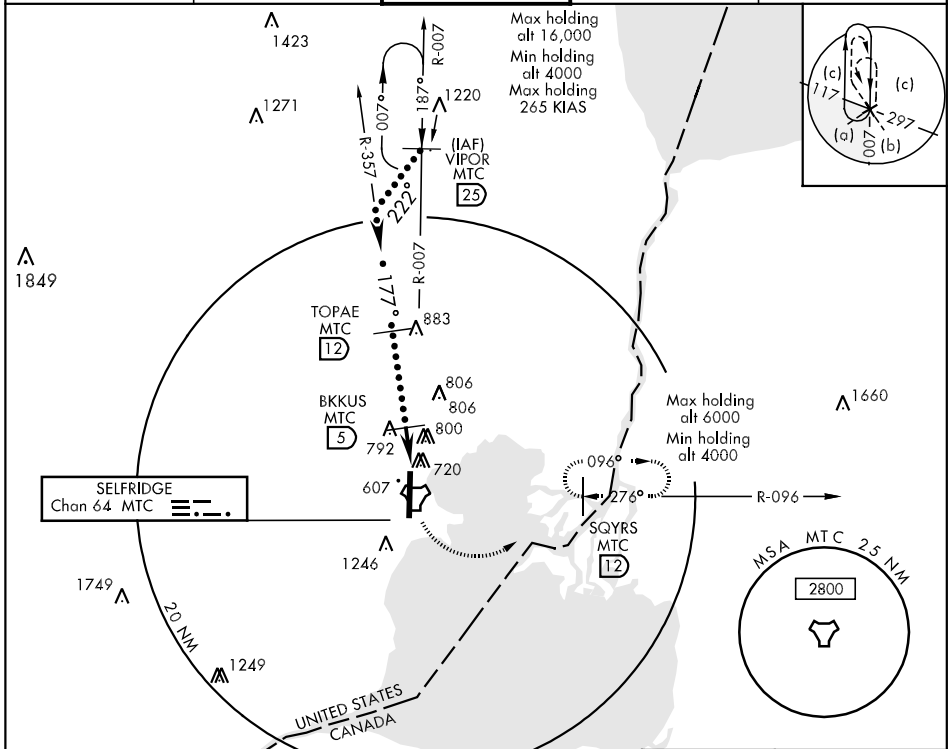 1423
Max holding
alt 16,000
Min holding
alt 4000
Max holding
265 KIAS
R-007
007°
187°
1220
1271
R-357
(IAF)
VIPOR
MTC
25
222°
(c)
(c)
117
297
(a)
007
(b)
1849
R-007
177°
TOPAE
MTC
12
883
806
806
BKKUS
MTC
5
800
792
720
607
1660
Max holding
alt 6000
Min holding
alt 4000
096°
276°
R-096
SELFRIDGE
Chan 64 MTC
SQYRS
MTC
12
1246
MSA MTC 25 NM
2800
1749
20 NM
1249
UNITED STATES
CANADA